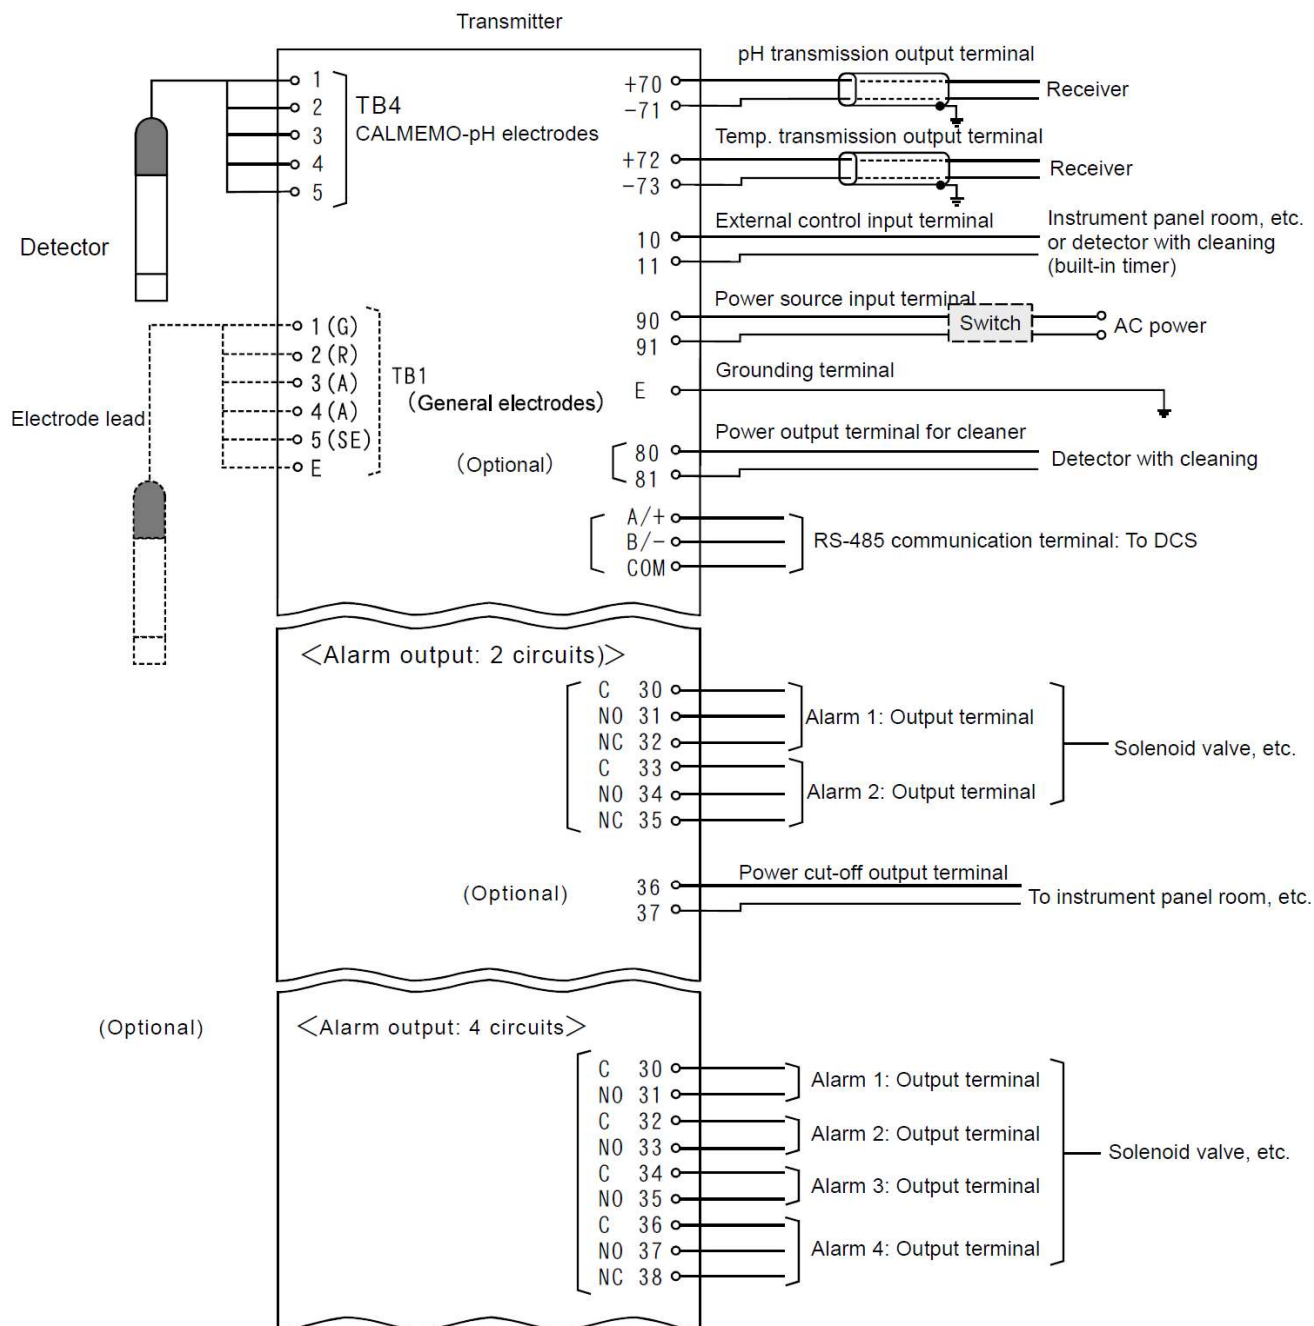 Transmitter
1
2
3
4
5
TB4
CALMEMO-pH electrodes
Detector
1(G)
2(R)
3(A)
4(A)
5(SE)
E
TB1
(General electrodes)
Electrode lead
pH transmission output terminal
+70
-71
Receiver
Temp. transmission output terminal
+72
-73
Receiver
External control input terminal
10
11
Instrument panel room, etc.
or detector with cleaning
(built-in timer)
Power source input terminal
90
91
Switch
AC power
Grounding terminal
E
Power output terminal for cleaner
(Optional)
80
81
Detector with cleaning
A/+
B/-
COM
RS-485 communication terminal: To DCS
<Alarm output: 2 circuits)>
C 30
NO 31
NC 32
Alarm 1: Output terminal
C 33
NO 34
NC 35
Alarm 2: Output terminal
Solenoid valve, etc.
Power cut-off output terminal
(Optional)
36
37
To instrument panel room, etc.
(Optional)
<Alarm output: 4 circuits>
C 30
NO 31
Alarm 1: Output terminal
C 32
NO 33
Alarm 2: Output terminal
C 34
NO 35
Alarm 3: Output terminal
C 36
NO 37
NC 38
Alarm 4: Output terminal
Solenoid valve, etc.